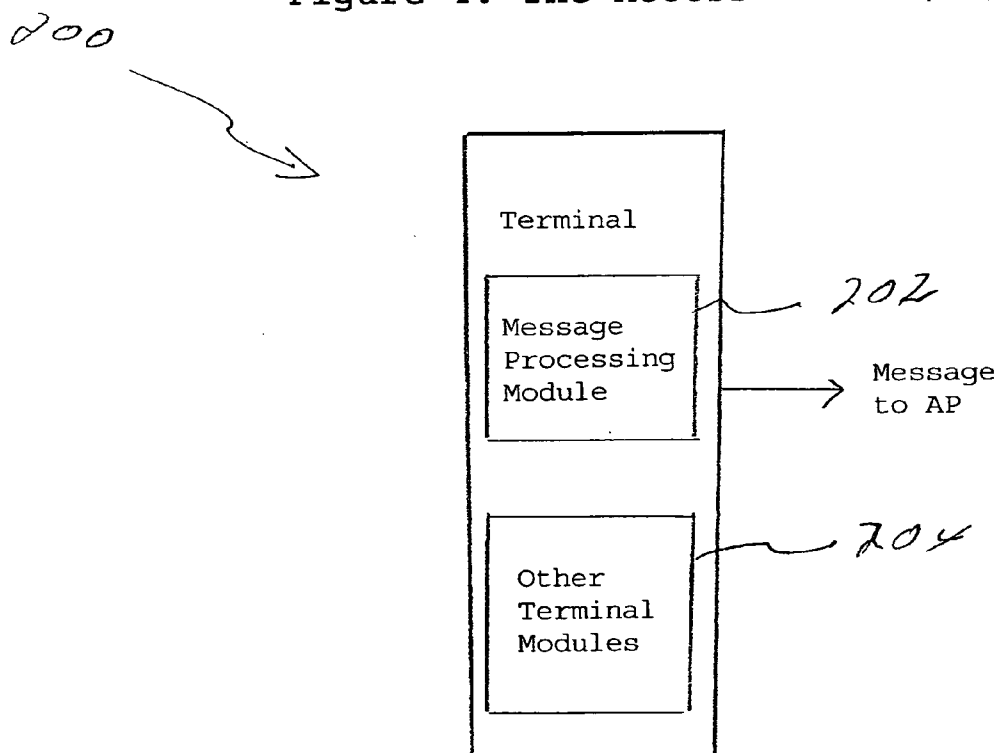 200
Terminal
Message
Processing
Module
202
Message
to AP
Other
Terminal
Modules
204